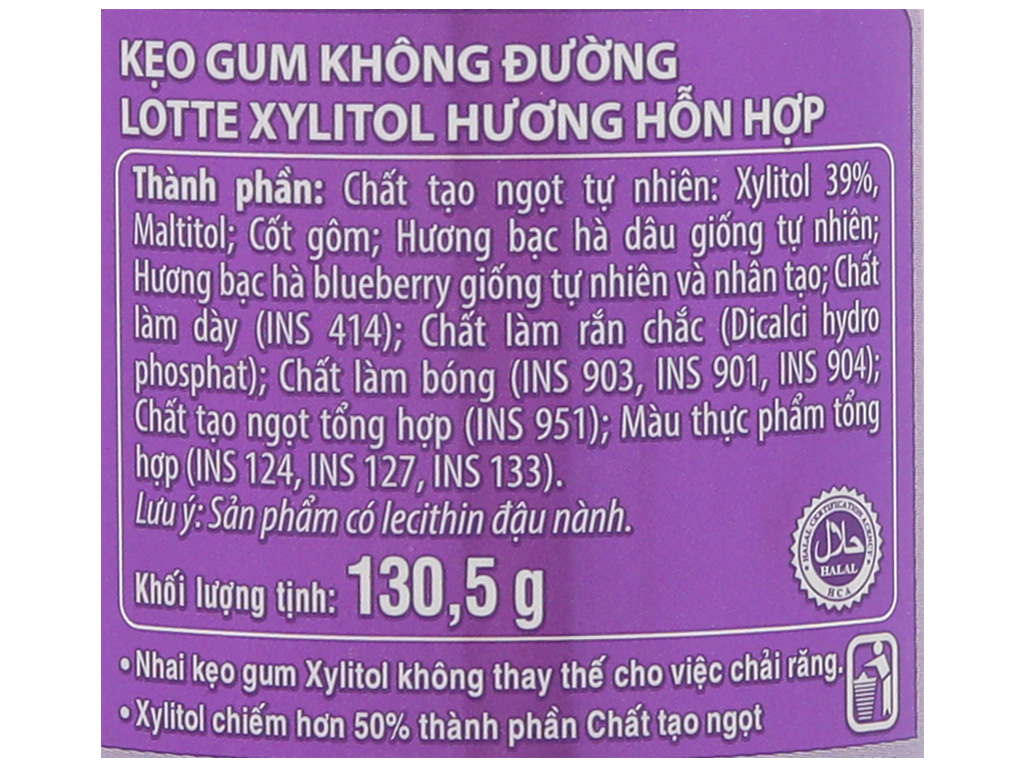 KẸO GUM KHÔNG ĐƯỜNG
LOTTE XYLITOL HƯƠNG HỖN HỢP
Thành phần: Chất tạo ngọt tự nhiên: Xylitol 39%,
Maltitol; Cốt gôm; Hương bạc hà dâu giống tự nhiên;
Hương bạc hà blueberry giống tự nhiên và nhân tạo; Chất
làm dày (INS 414); Chất làm rắn chắc (Dicalci hydro
phosphat); Chất làm bóng (INS 903, INS 901, INS 904);
Chất tạo ngọt tổng hợp (INS 951); Màu thực phẩm tổng
hợp (INS 124, INS 127, INS 133).
Lưu ý: Sản phẩm có lecithin đậu nành.
HALAL CERTIFICATION AGENCY
حلال
HALAL
HCA
Khối lượng tịnh: 130,5 g
• Nhai kẹo gum Xylitol không thay thế cho việc chải răng.
• Xylitol chiếm hơn 50% thành phần Chất tạo ngọt